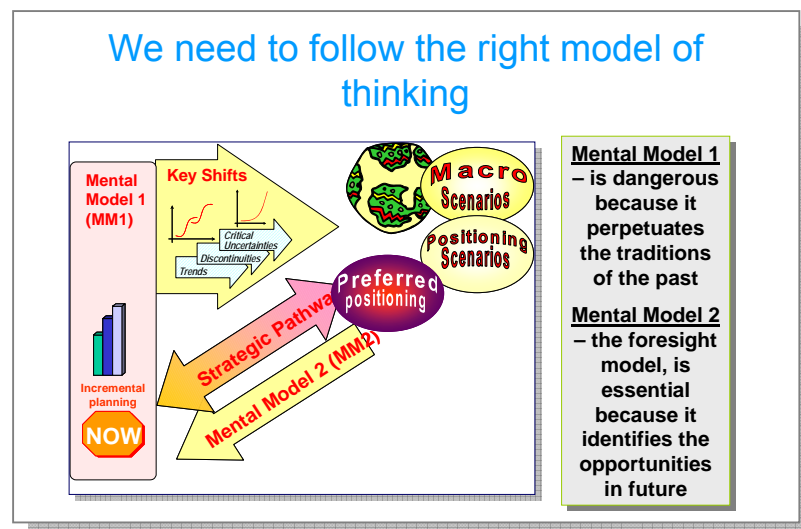 We need to follow the right model of
thinking
Mental
Model 1
(MM1)
Incremental
planning
NOW
Key Shifts
Critical
Uncertainties
Discontinuities
Trends
Macro
Scenarios
Positioning
Scenarios
Preferred
positioning
Strategic Pathwa
Mental Model 2 (MM2)
Mental Model 1
– is dangerous
because it
perpetuates
the traditions
of the past
Mental Model 2
– the foresight
model, is
essential
because it
identifies the
opportunities
in future